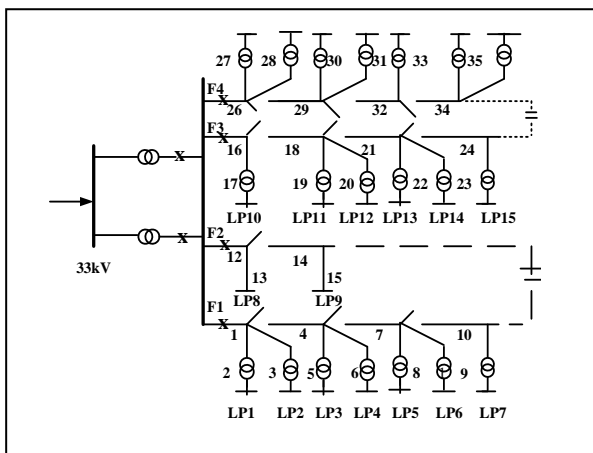 27 28 30 31 33 35
F4
26 29 32 34
F3
16 18 21 24
17 19 20 22 23
LP10 LP11 LP12 LP13 LP14 LP15
F2
12 14
33kV
13 15
LP8 LP9
F1
1 4 7 10
2 3 5 6 8 9
LP1 LP2 LP3 LP4 LP5 LP6 LP7